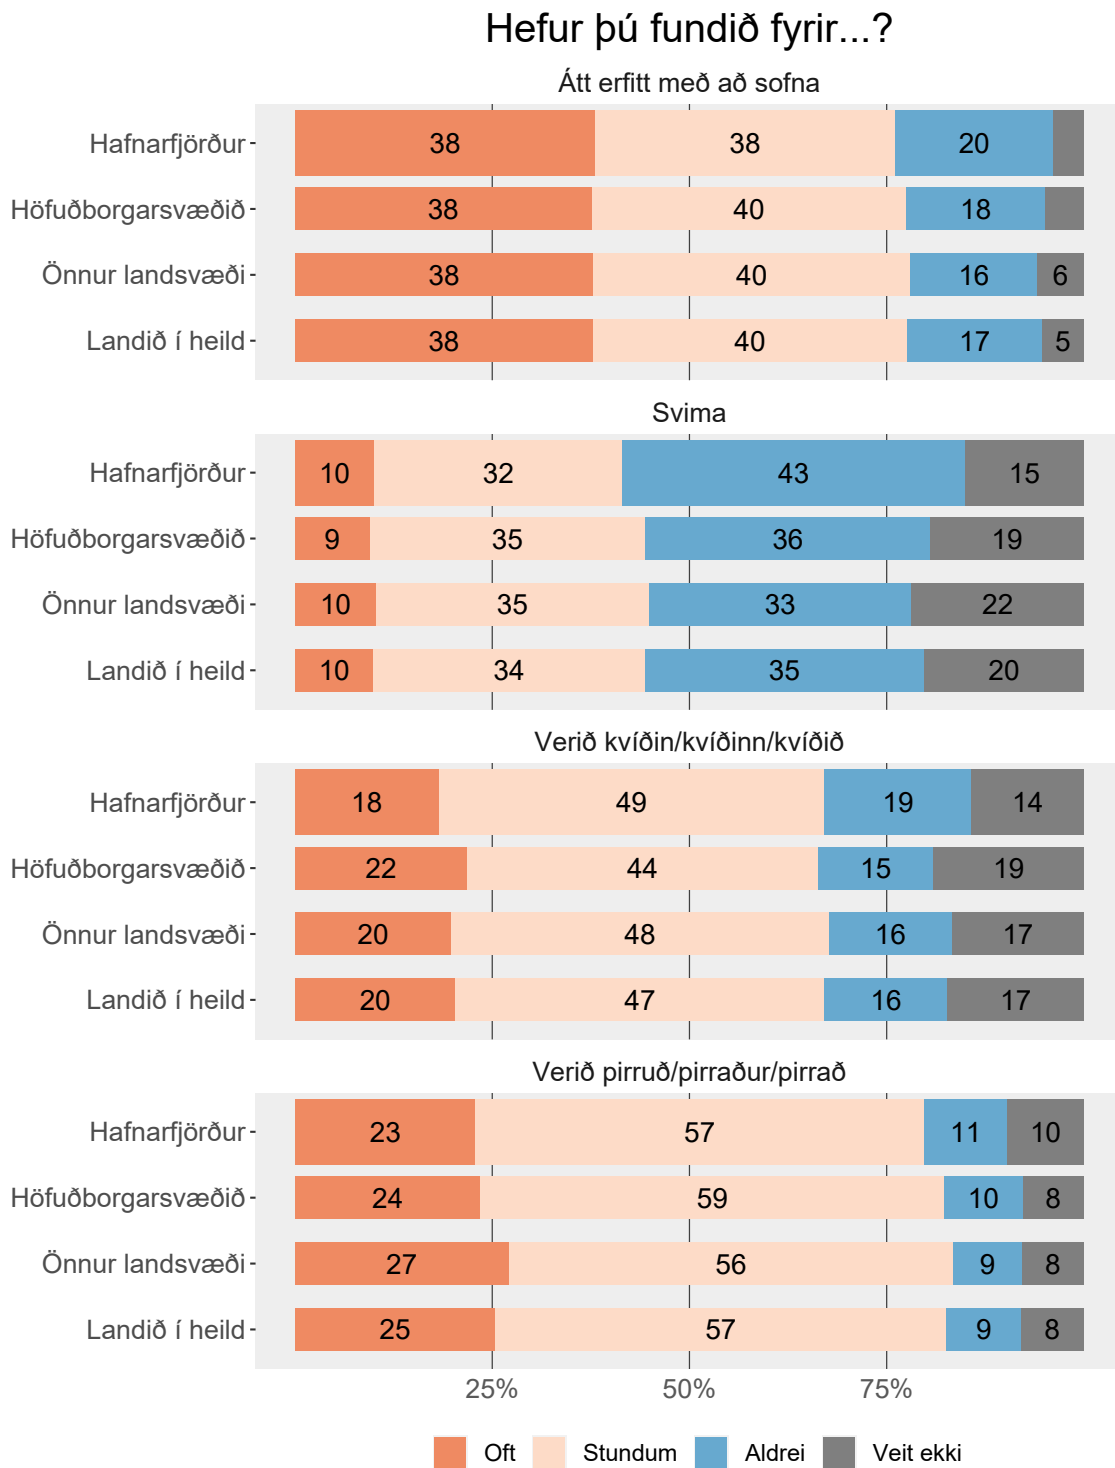 Hefur þú fundið fyrir...?
Átt erfitt með að sofna
Hafnarfjörður 38 38 20
Höfuðborgarsvæðið 38 40 18
Önnur landsvæði 38 40 16 6
Landið í heild 38 40 17 5
Svima
Hafnarfjörður 10 32 43 15
Höfuðborgarsvæðið 9 35 36 19
Önnur landsvæði 10 35 33 22
Landið í heild 10 34 35 20
Verið kvíðin/kvíðinn/kvíðið
Hafnarfjörður 18 49 19 14
Höfuðborgarsvæðið 22 44 15 19
Önnur landsvæði 20 48 16 17
Landið í heild 20 47 16 17
Verið pirruð/pirraður/pirrað
Hafnarfjörður 23 57 11 10
Höfuðborgarsvæðið 24 59 10 8
Önnur landsvæði 27 56 9 8
Landið í heild 25 57 9 8
25% 50% 75%
Oft Stundum Aldrei Veit ekki